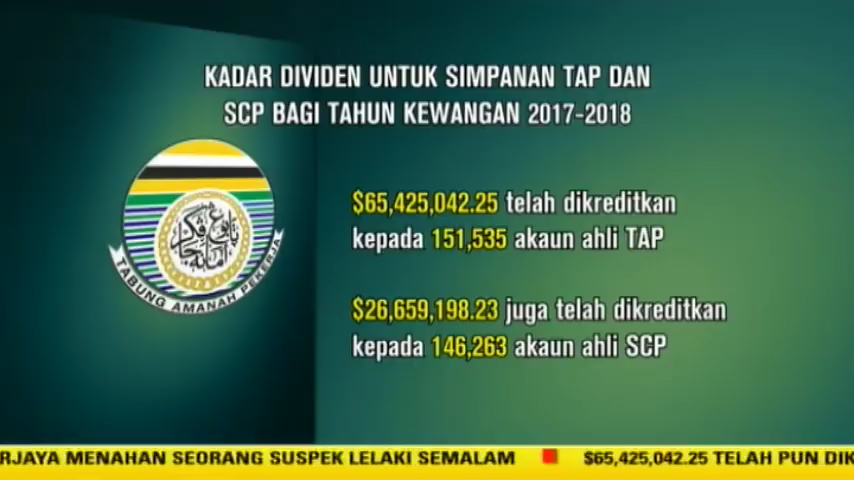 KADAR DIVIDEN UNTUK SIMPANAN TAP DAN
SCP BAGI TAHUN KEWANGAN 2017-2018
$65,425,042.25 telah dikreditkan
kepada 151,535 akaun ahli TAP
$26,659,198.23 juga telah dikreditkan
kepada 146,263 akaun ahli SCP
TABUNG AMANAH PEKERJA
RJAYA MENAHAN SEORANG SUSPEK LELAKI SEMALAM
$65,425,042.25 TELAH PUN DIK